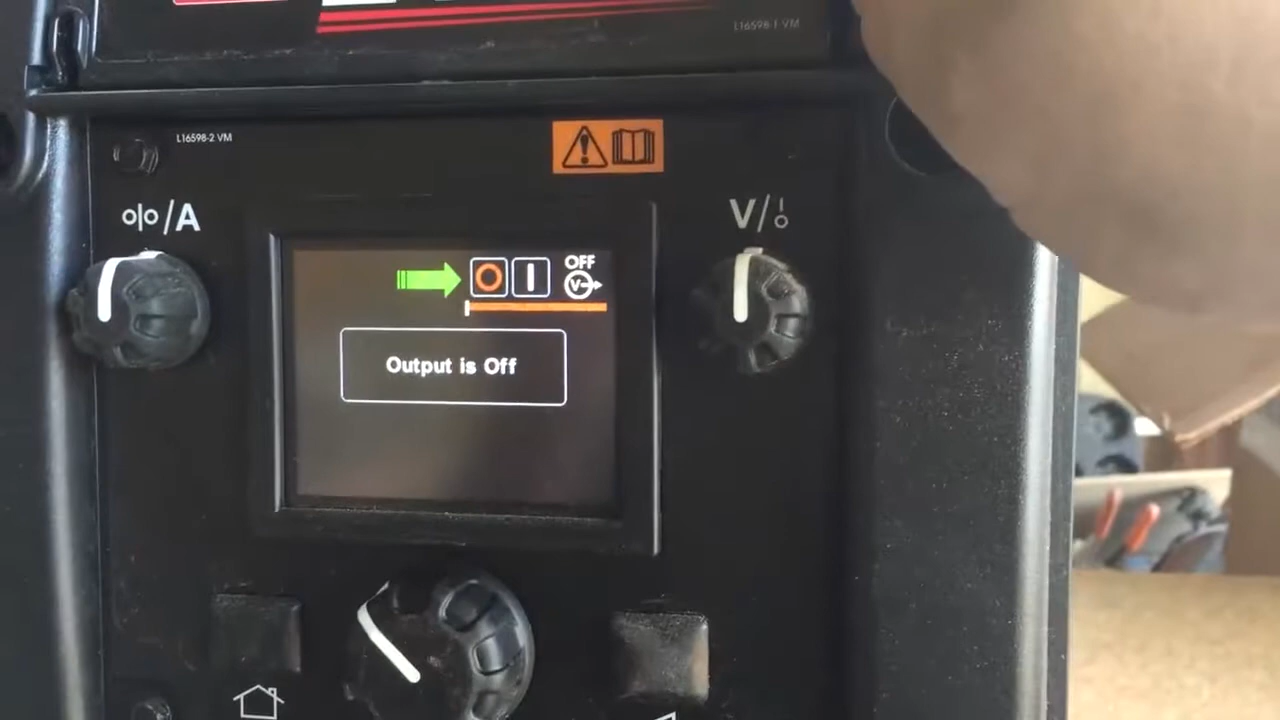 L16598-1 VM
L16598-2 VM
/A
V/
OFF
V
Output is Off